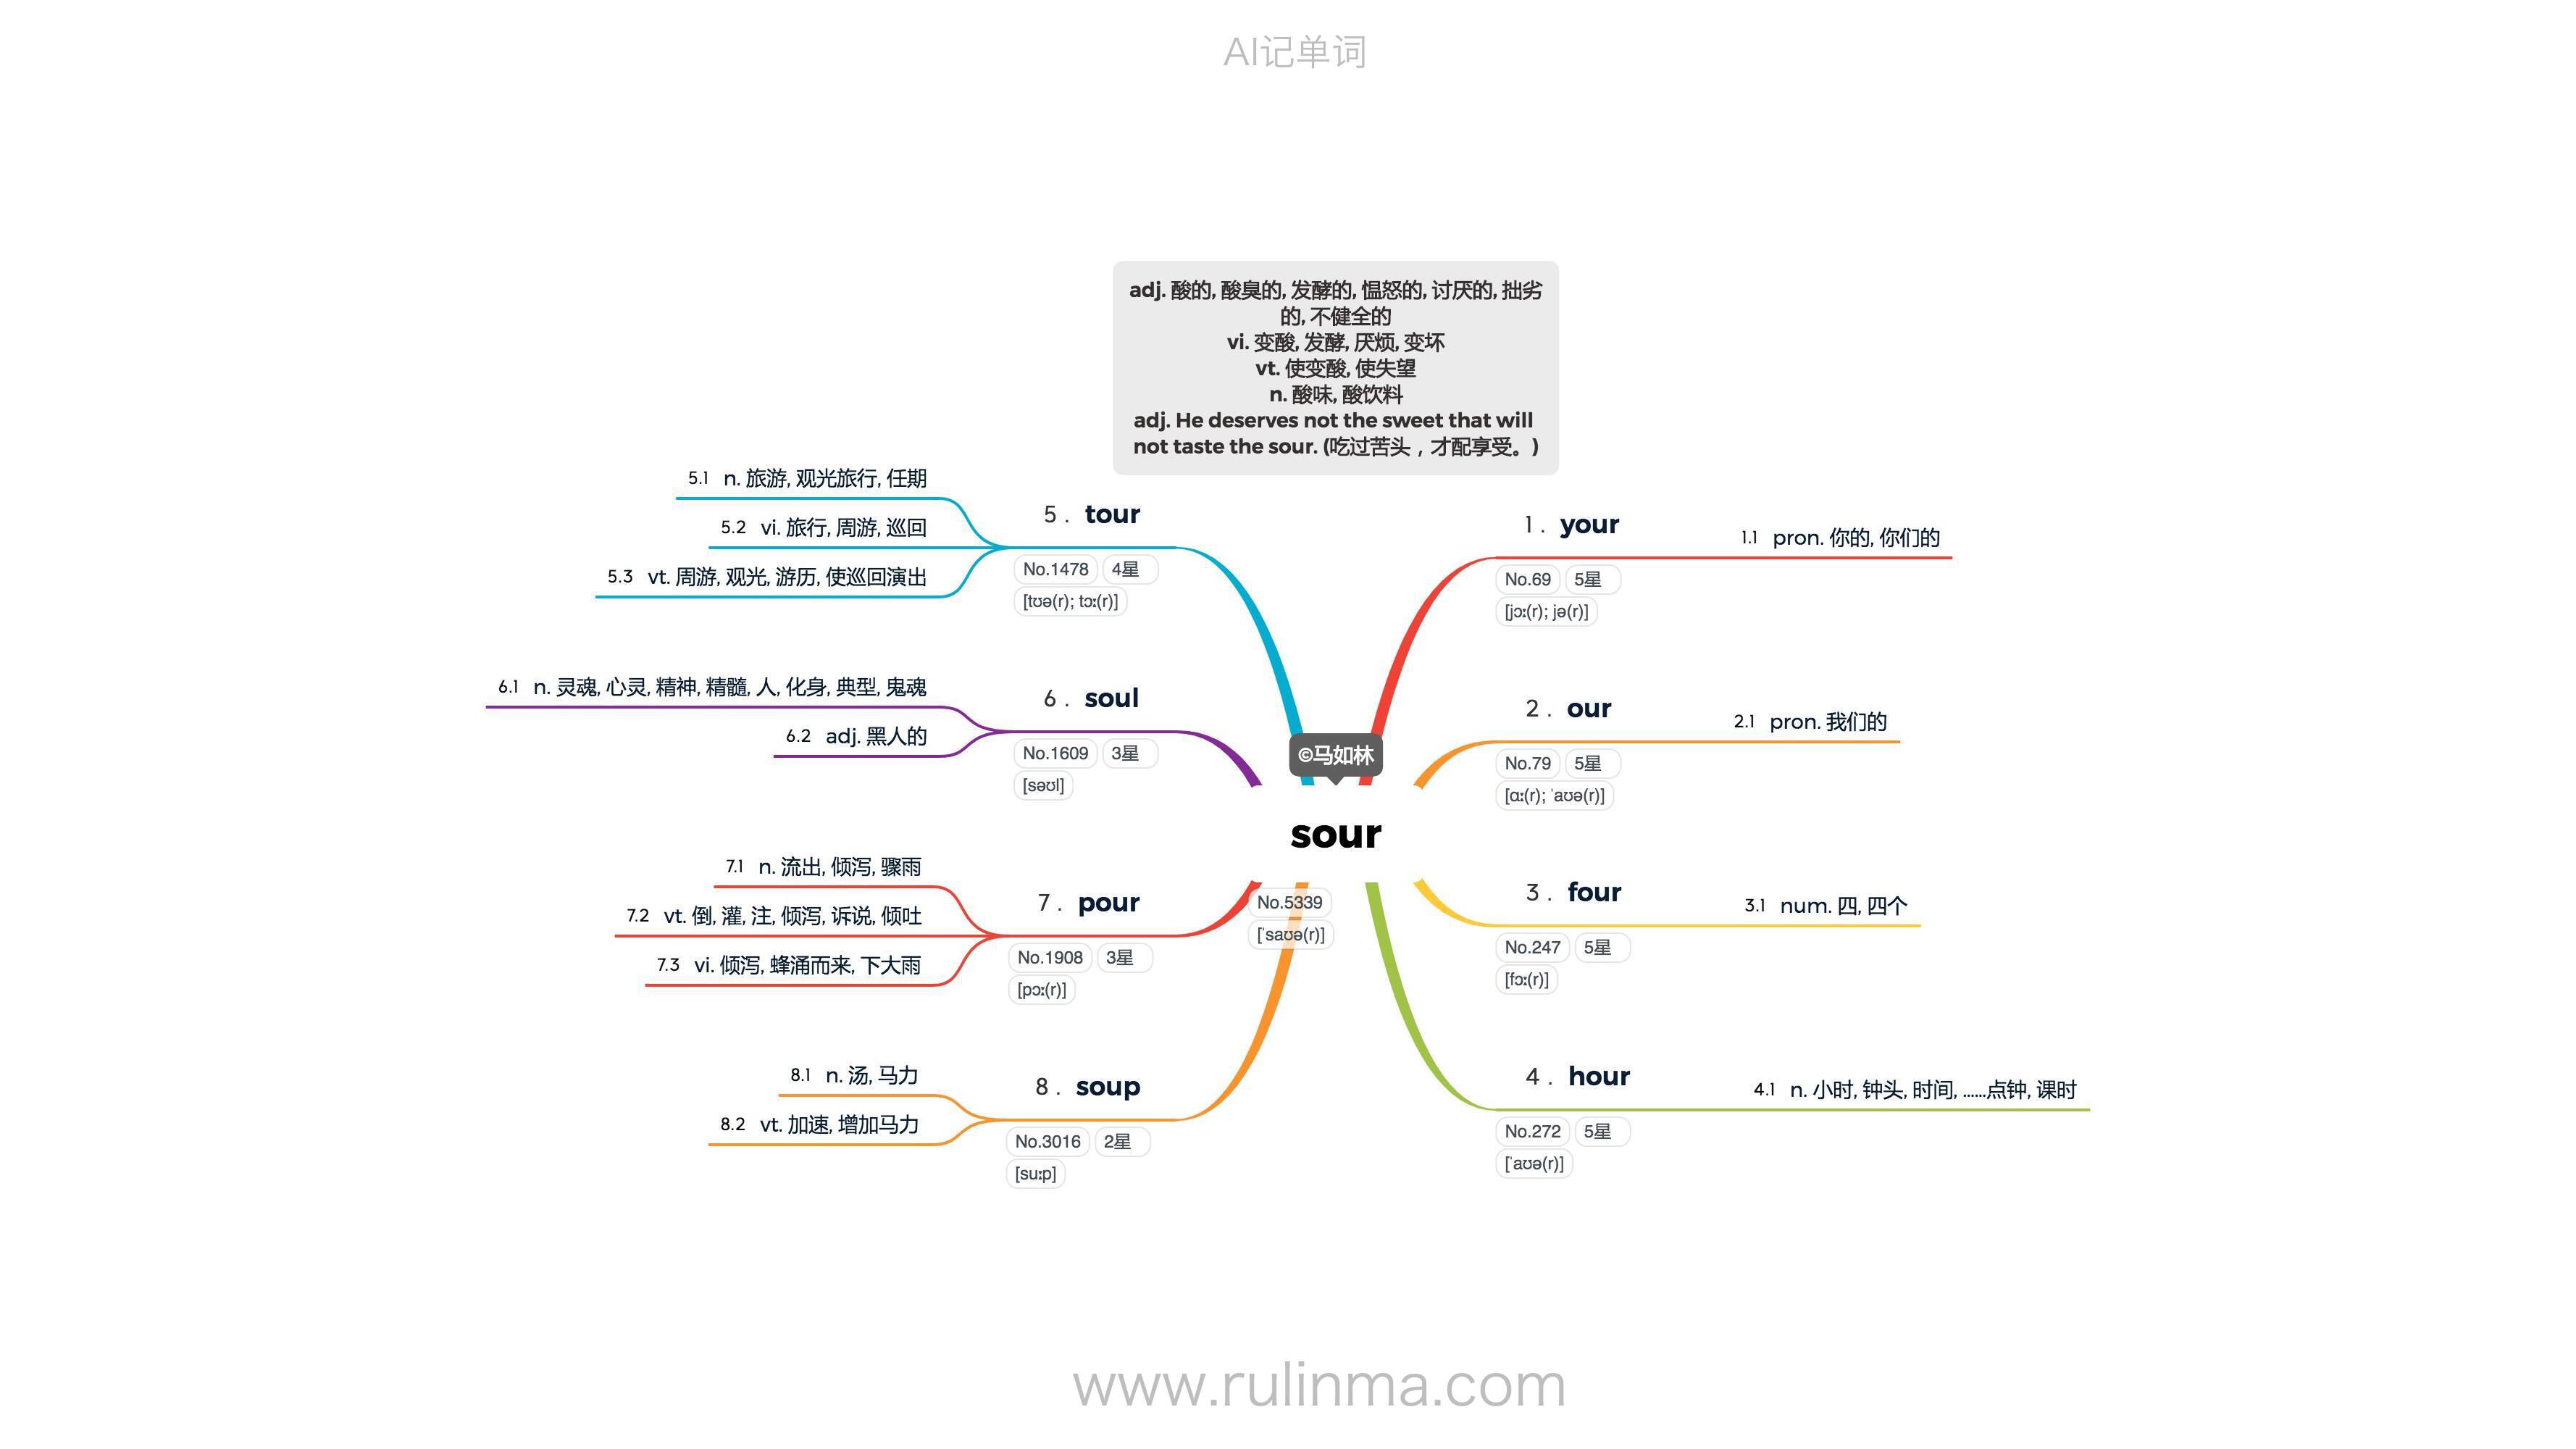 AI记单词
adj. 酸的, 酸臭的, 发酵的, 愠怒的, 讨厌的, 拙劣
的, 不健全的
vi. 变酸, 发酵, 厌烦, 变坏
vt. 使变酸, 使失望
n. 酸味, 酸饮料
adj. He deserves not the sweet that will
not taste the sour. (吃过苦头，才配享受。)
©马如林
sour
No.5339
[ˈsaʊə(r)]
1 . your
No.69 5星
[jɔː(r); jə(r)]
1.1 pron. 你的, 你们的
2 . our
No.79 5星
[ɑː(r); ˈaʊə(r)]
2.1 pron. 我们的
3 . four
No.247 5星
[fɔː(r)]
3.1 num. 四, 四个
4 . hour
No.272 5星
[ˈaʊə(r)]
4.1 n. 小时, 钟头, 时间, ......点钟, 课时
5 . tour
No.1478 4星
[tʊə(r); tɔː(r)]
5.1 n. 旅游, 观光旅行, 任期
5.2 vi. 旅行, 周游, 巡回
5.3 vt. 周游, 观光, 游历, 使巡回演出
6 . soul
No.1609 3星
[səʊl]
6.1 n. 灵魂, 心灵, 精神, 精髓, 人, 化身, 典型, 鬼魂
6.2 adj. 黑人的
7 . pour
No.1908 3星
[pɔː(r)]
7.1 n. 流出, 倾泻, 骤雨
7.2 vt. 倒, 灌, 注, 倾泻, 诉说, 倾吐
7.3 vi. 倾泻, 蜂涌而来, 下大雨
8 . soup
No.3016 2星
[suːp]
8.1 n. 汤, 马力
8.2 vt. 加速, 增加马力
www.rulinma.com